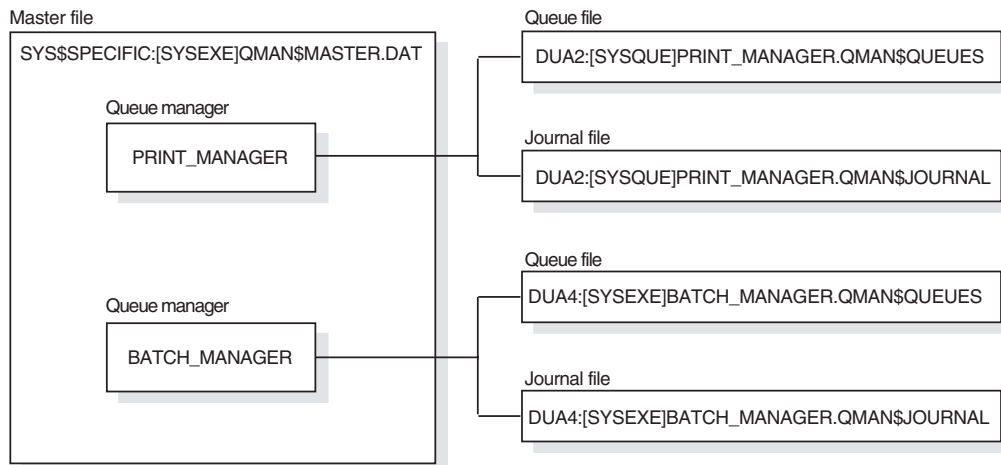 Master file
SYS$SPECIFIC:[SYSEXE]QMAN$MASTER.DAT
Queue manager
PRINT_MANAGER
Queue manager
BATCH_MANAGER
Queue file
DUA2:[SYSQUE]PRINT_MANAGER.QMAN$QUEUES
Journal file
DUA2:[SYSQUE]PRINT_MANAGER.QMAN$JOURNAL
Queue file
DUA4:[SYSEXE]BATCH_MANAGER.QMAN$QUEUES
Journal file
DUA4:[SYSEXE]BATCH_MANAGER.QMAN$JOURNAL